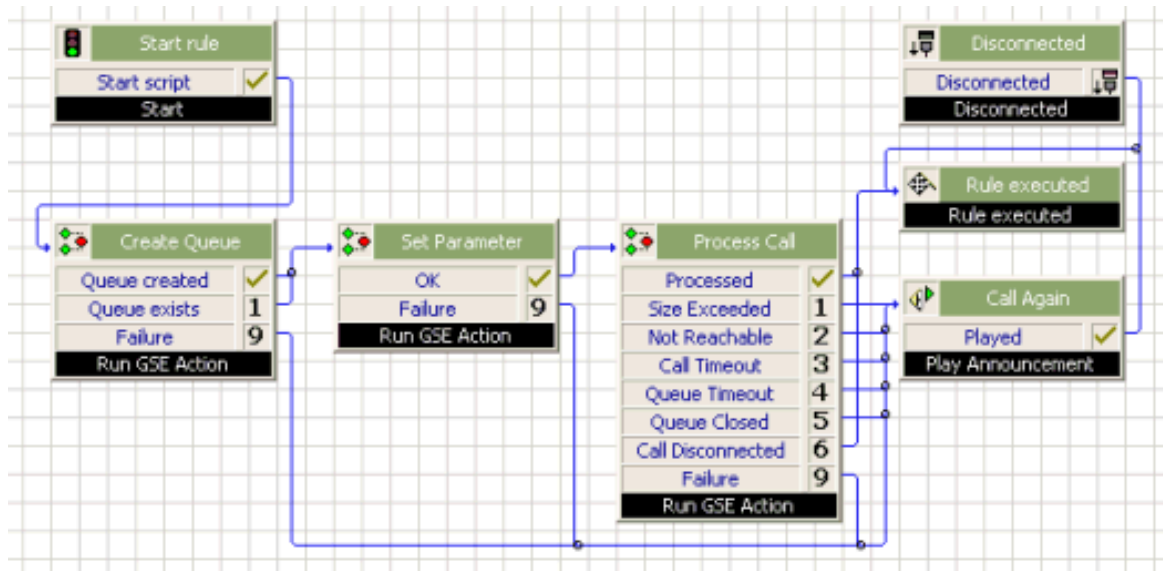 Start rule
Start script
Start
Disconnected
Disconnected
Disconnected
Rule executed
Rule executed
Create Queue
Queue created
Queue exists 1
Failure 9
Run GSE Action
Set Parameter
OK
Failure 9
Run GSE Action
Process Call
Processed
Size Exceeded 1
Not Reachable 2
Call Timeout 3
Queue Timeout 4
Queue Closed 5
Call Disconnected 6
Failure 9
Run GSE Action
Call Again
Played
Play Announcement